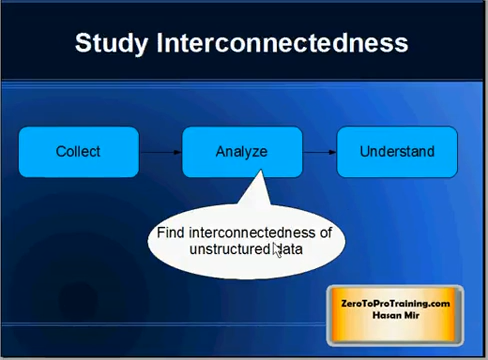 Study Interconnectedness
Collect
Analyze
Understand
Find interconnectedness of
unstructured data
ZeroToProTraining.com
Hasan Mir